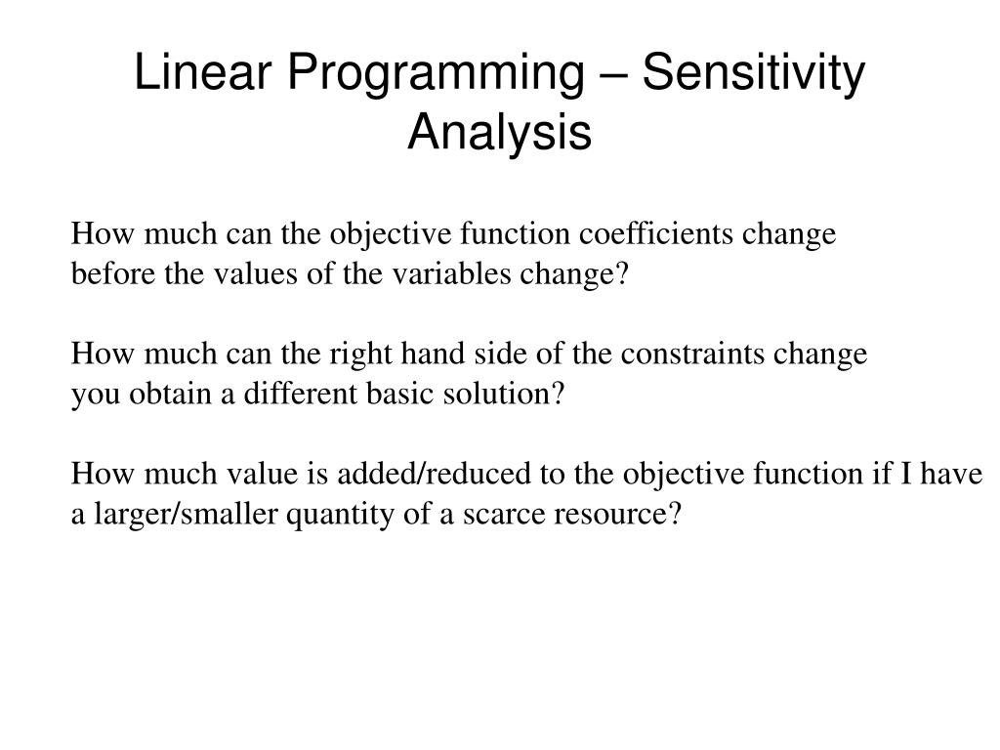 Linear Programming – Sensitivity
Analysis
How much can the objective function coefficients change
before the values of the variables change?
How much can the right hand side of the constraints change
you obtain a different basic solution?
How much value is added/reduced to the objective function if I have
a larger/smaller quantity of a scarce resource?